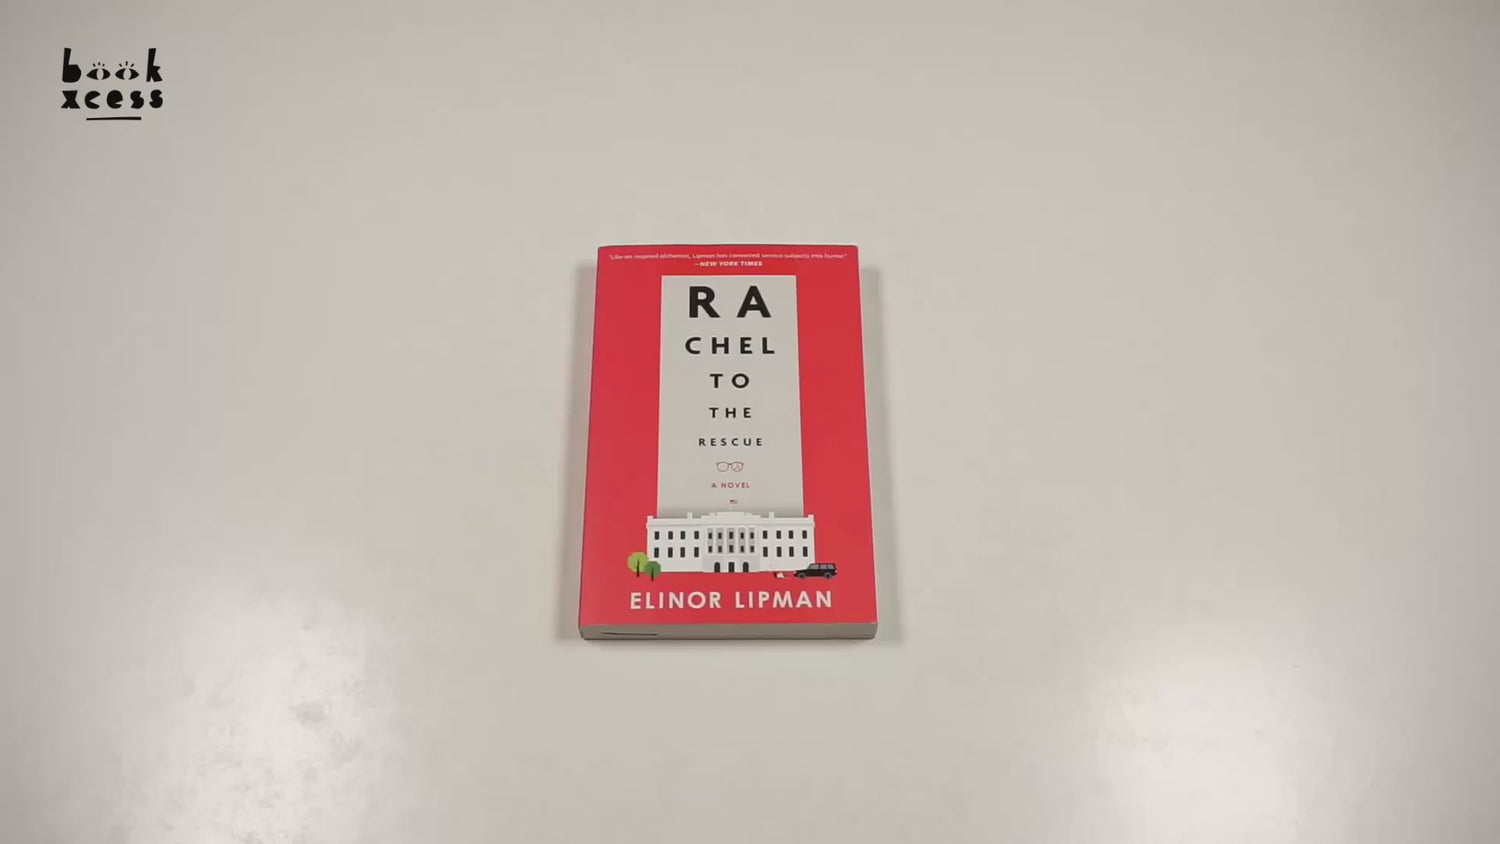 book
xcess
"Like an inspired alchemist, Lipman has converted serious subjects into humor."
—NEW YORK TIMES
RA
CHEL
TO
THE
RESCUE
A NOVEL
ELINOR LIPMAN